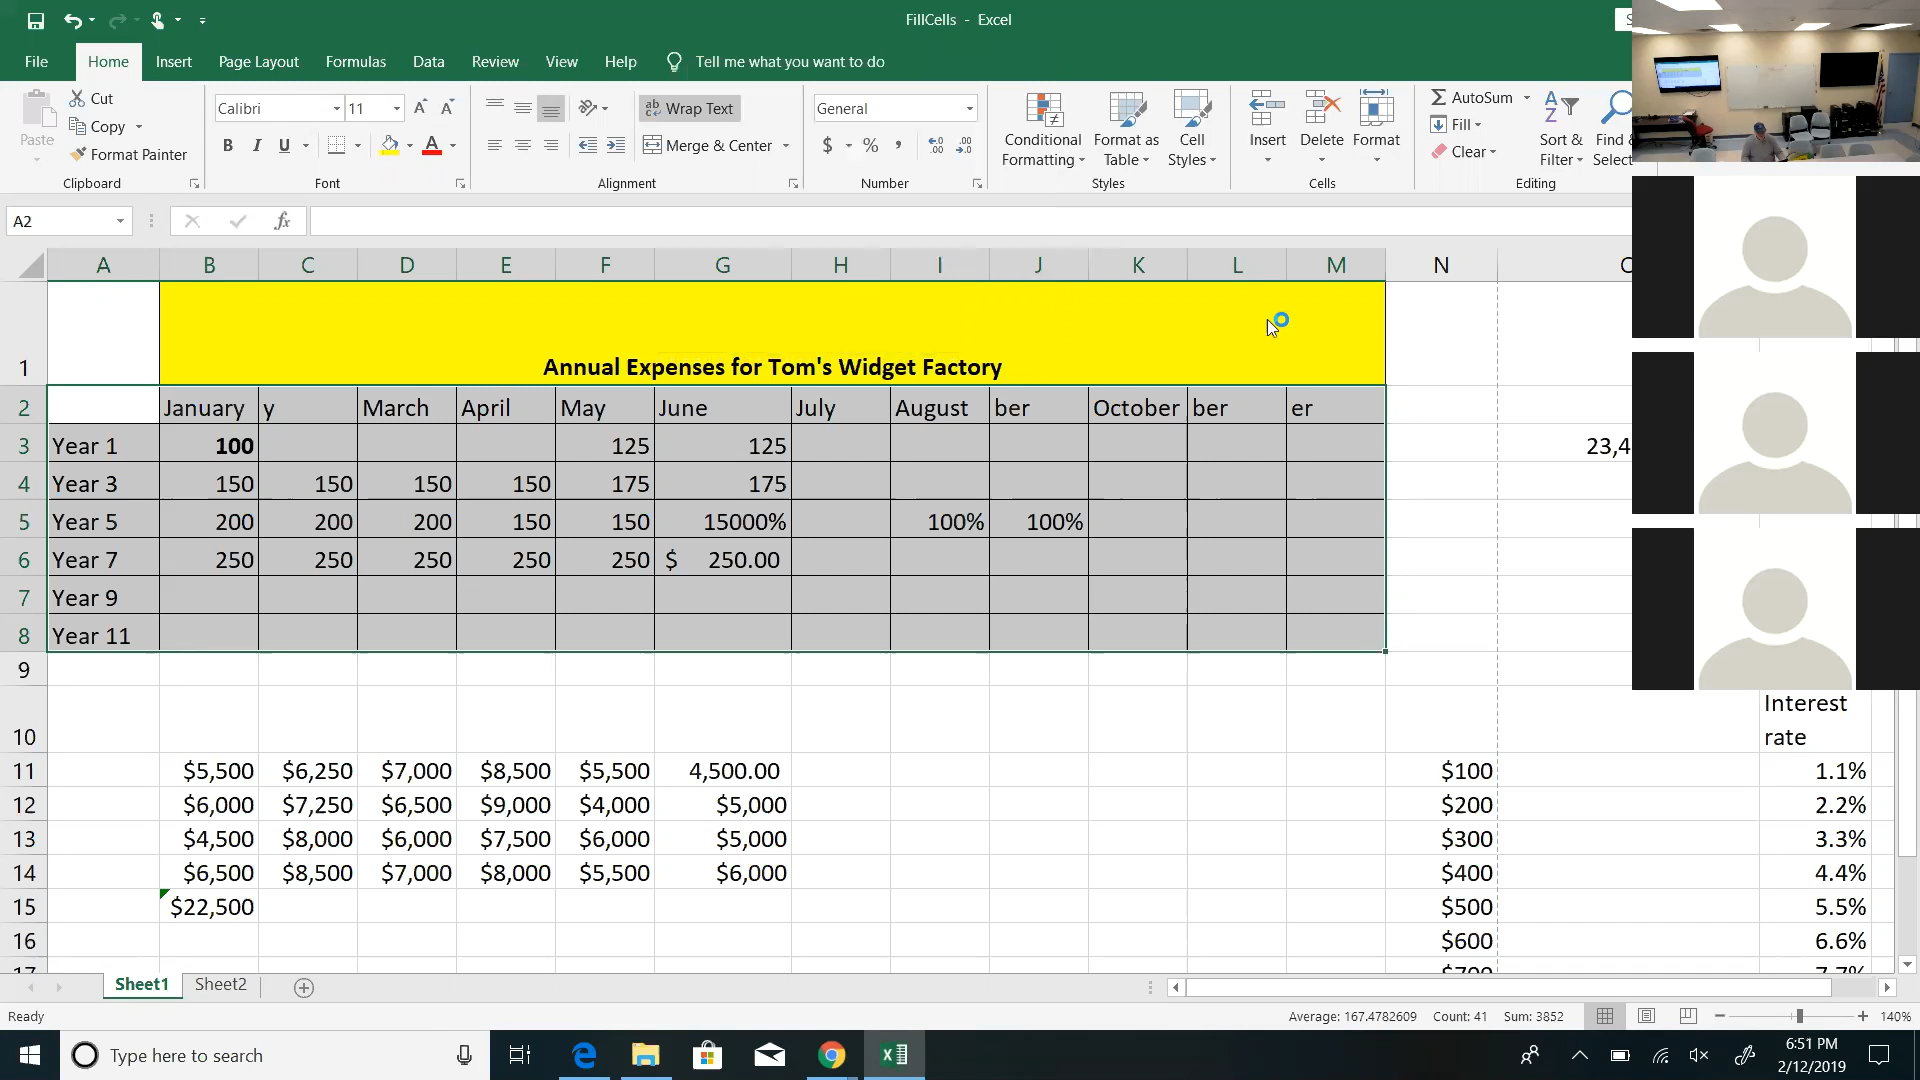 FillCells - Excel
File Home Insert Page Layout Formulas Data Review View Help Tell me what you want to do
Paste
Cut
Copy
Format Painter
Clipboard
Calibri 11
B I U
Font
Wrap Text
Merge & Center
Alignment
General
$ % ,
Number
Conditional Formatting
Format as Table
Cell Styles
Styles
Insert
Delete
Format
Cells
AutoSum
Fill
Clear
Sort & Filter
Find
Select
Editing
A2
fx
A B C D E F G H I J K L M N
1 Annual Expenses for Tom's Widget Factory
2 January y March April May June July August ber October ber er
3 Year 1 100 125 125 23,4
4 Year 3 150 150 150 150 175 175
5 Year 5 200 200 200 150 150 15000% 100% 100%
6 Year 7 250 250 250 250 250 $ 250.00
7 Year 9
8 Year 11
9
10 Interest rate
11 $5,500 $6,250 $7,000 $8,500 $5,500 4,500.00 $100 1.1%
12 $6,000 $7,250 $6,500 $9,000 $4,000 $5,000 $200 2.2%
13 $4,500 $8,000 $6,000 $7,500 $6,000 $5,000 $300 3.3%
14 $6,500 $8,500 $7,000 $8,000 $5,500 $6,000 $400 4.4%
15 $22,500 $500 5.5%
16 $600 6.6%
17 $700 7.7%
Sheet1 Sheet2
Ready Average: 167.4782609 Count: 41 Sum: 3852 140%
Type here to search
6:51 PM
2/12/2019